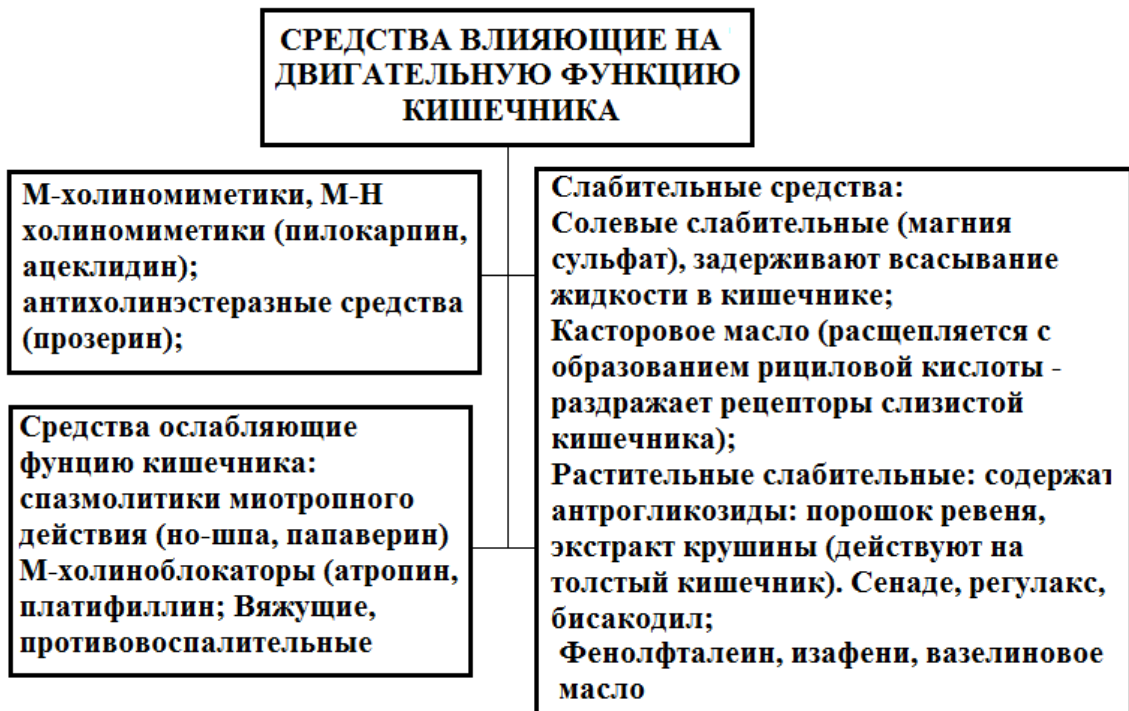 СРЕДСТВА ВЛИЯЮЩИЕ НА
ДВИГАТЕЛЬНУЮ ФУНКЦИЮ
КИШЕЧНИКА
М-холиномиметики, М-Н
холиномиметики (пилокарпин,
ацеклидин);
антихолинэстеразные средства
(прозерин);
Средства ослабляющие
фунцию кишечника:
спазмолитики миотропного
действия (но-шпа, папаверин)
М-холиноблокаторы (атропин,
платифиллин; Вяжущие,
противовоспалительные
Слабительные средства:
Солевые слабительные (магния
сульфат), задерживают всасывание
жидкости в кишечнике;
Касторовое масло (расщепляется с
образованием рициловой кислоты -
раздражает рецепторы слизистой
кишечника);
Растительные слабительные: содержат
антрогликозиды: порошок ревеня,
экстракт крушины (действуют на
толстый кишечник). Сенаде, регулакс,
бисакодил;
Фенолфталеин, изафени, вазелиновое
масло